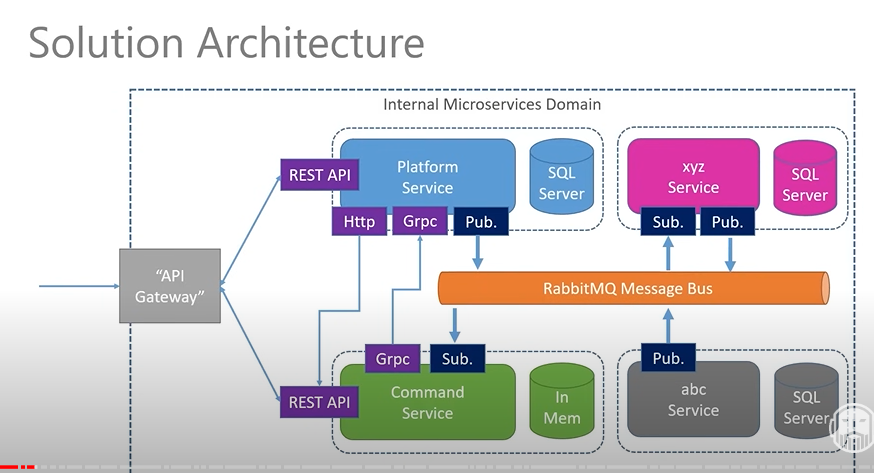 Solution Architecture
Internal Microservices Domain
REST API
Platform
Service
SQL
Server
Http
Grpc
Pub.
xyz
Service
SQL
Server
Sub.
Pub.
"API
Gateway"
RabbitMQ Message Bus
Grpc
Sub.
REST API
Command
Service
In
Mem
Pub.
abc
Service
SQL
Server